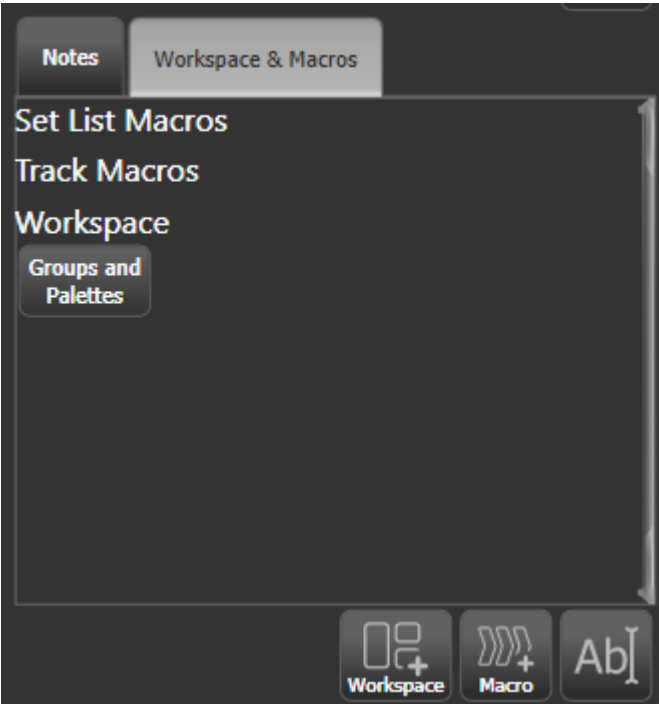 Notes
Workspace & Macros
Set List Macros
Track Macros
Workspace
Groups and
Palettes
Workspace
Macro
Ab